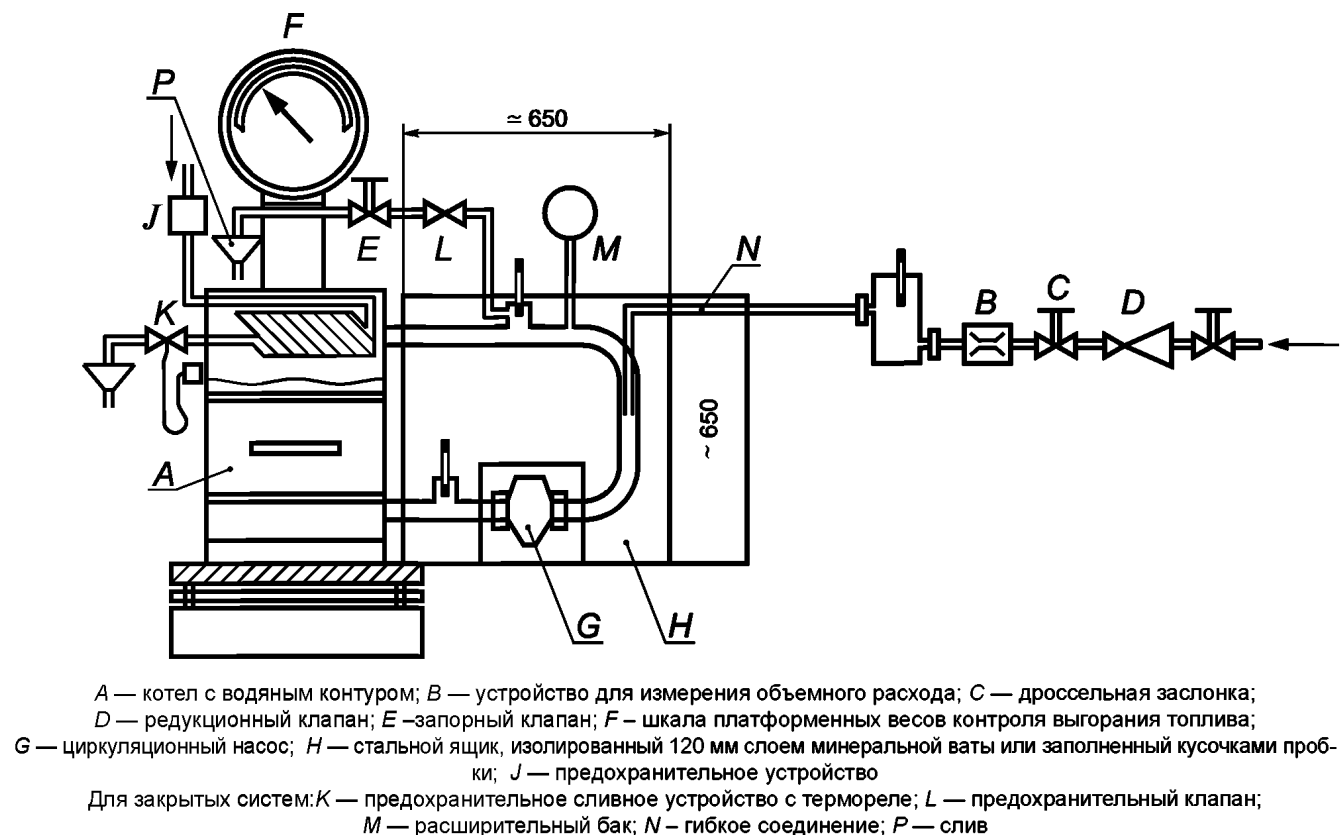 F
P
≃ 650
J
E
L
M
N
B
C
D
K
~ 650
A
G
H
A — котел с водяным контуром; B — устройство для измерения объемного расхода; C — дроссельная заслонка;
D — редукционный клапан; E –запорный клапан; F – шкала платформенных весов контроля выгорания топлива;
G — циркуляционный насос; H — стальной ящик, изолированный 120 мм слоем минеральной ваты или заполненный кусочками проб-
ки; J — предохранительное устройство
Для закрытых систем:K — предохранительное сливное устройство с термореле; L — предохранительный клапан;
M — расширительный бак; N – гибкое соединение; P — слив